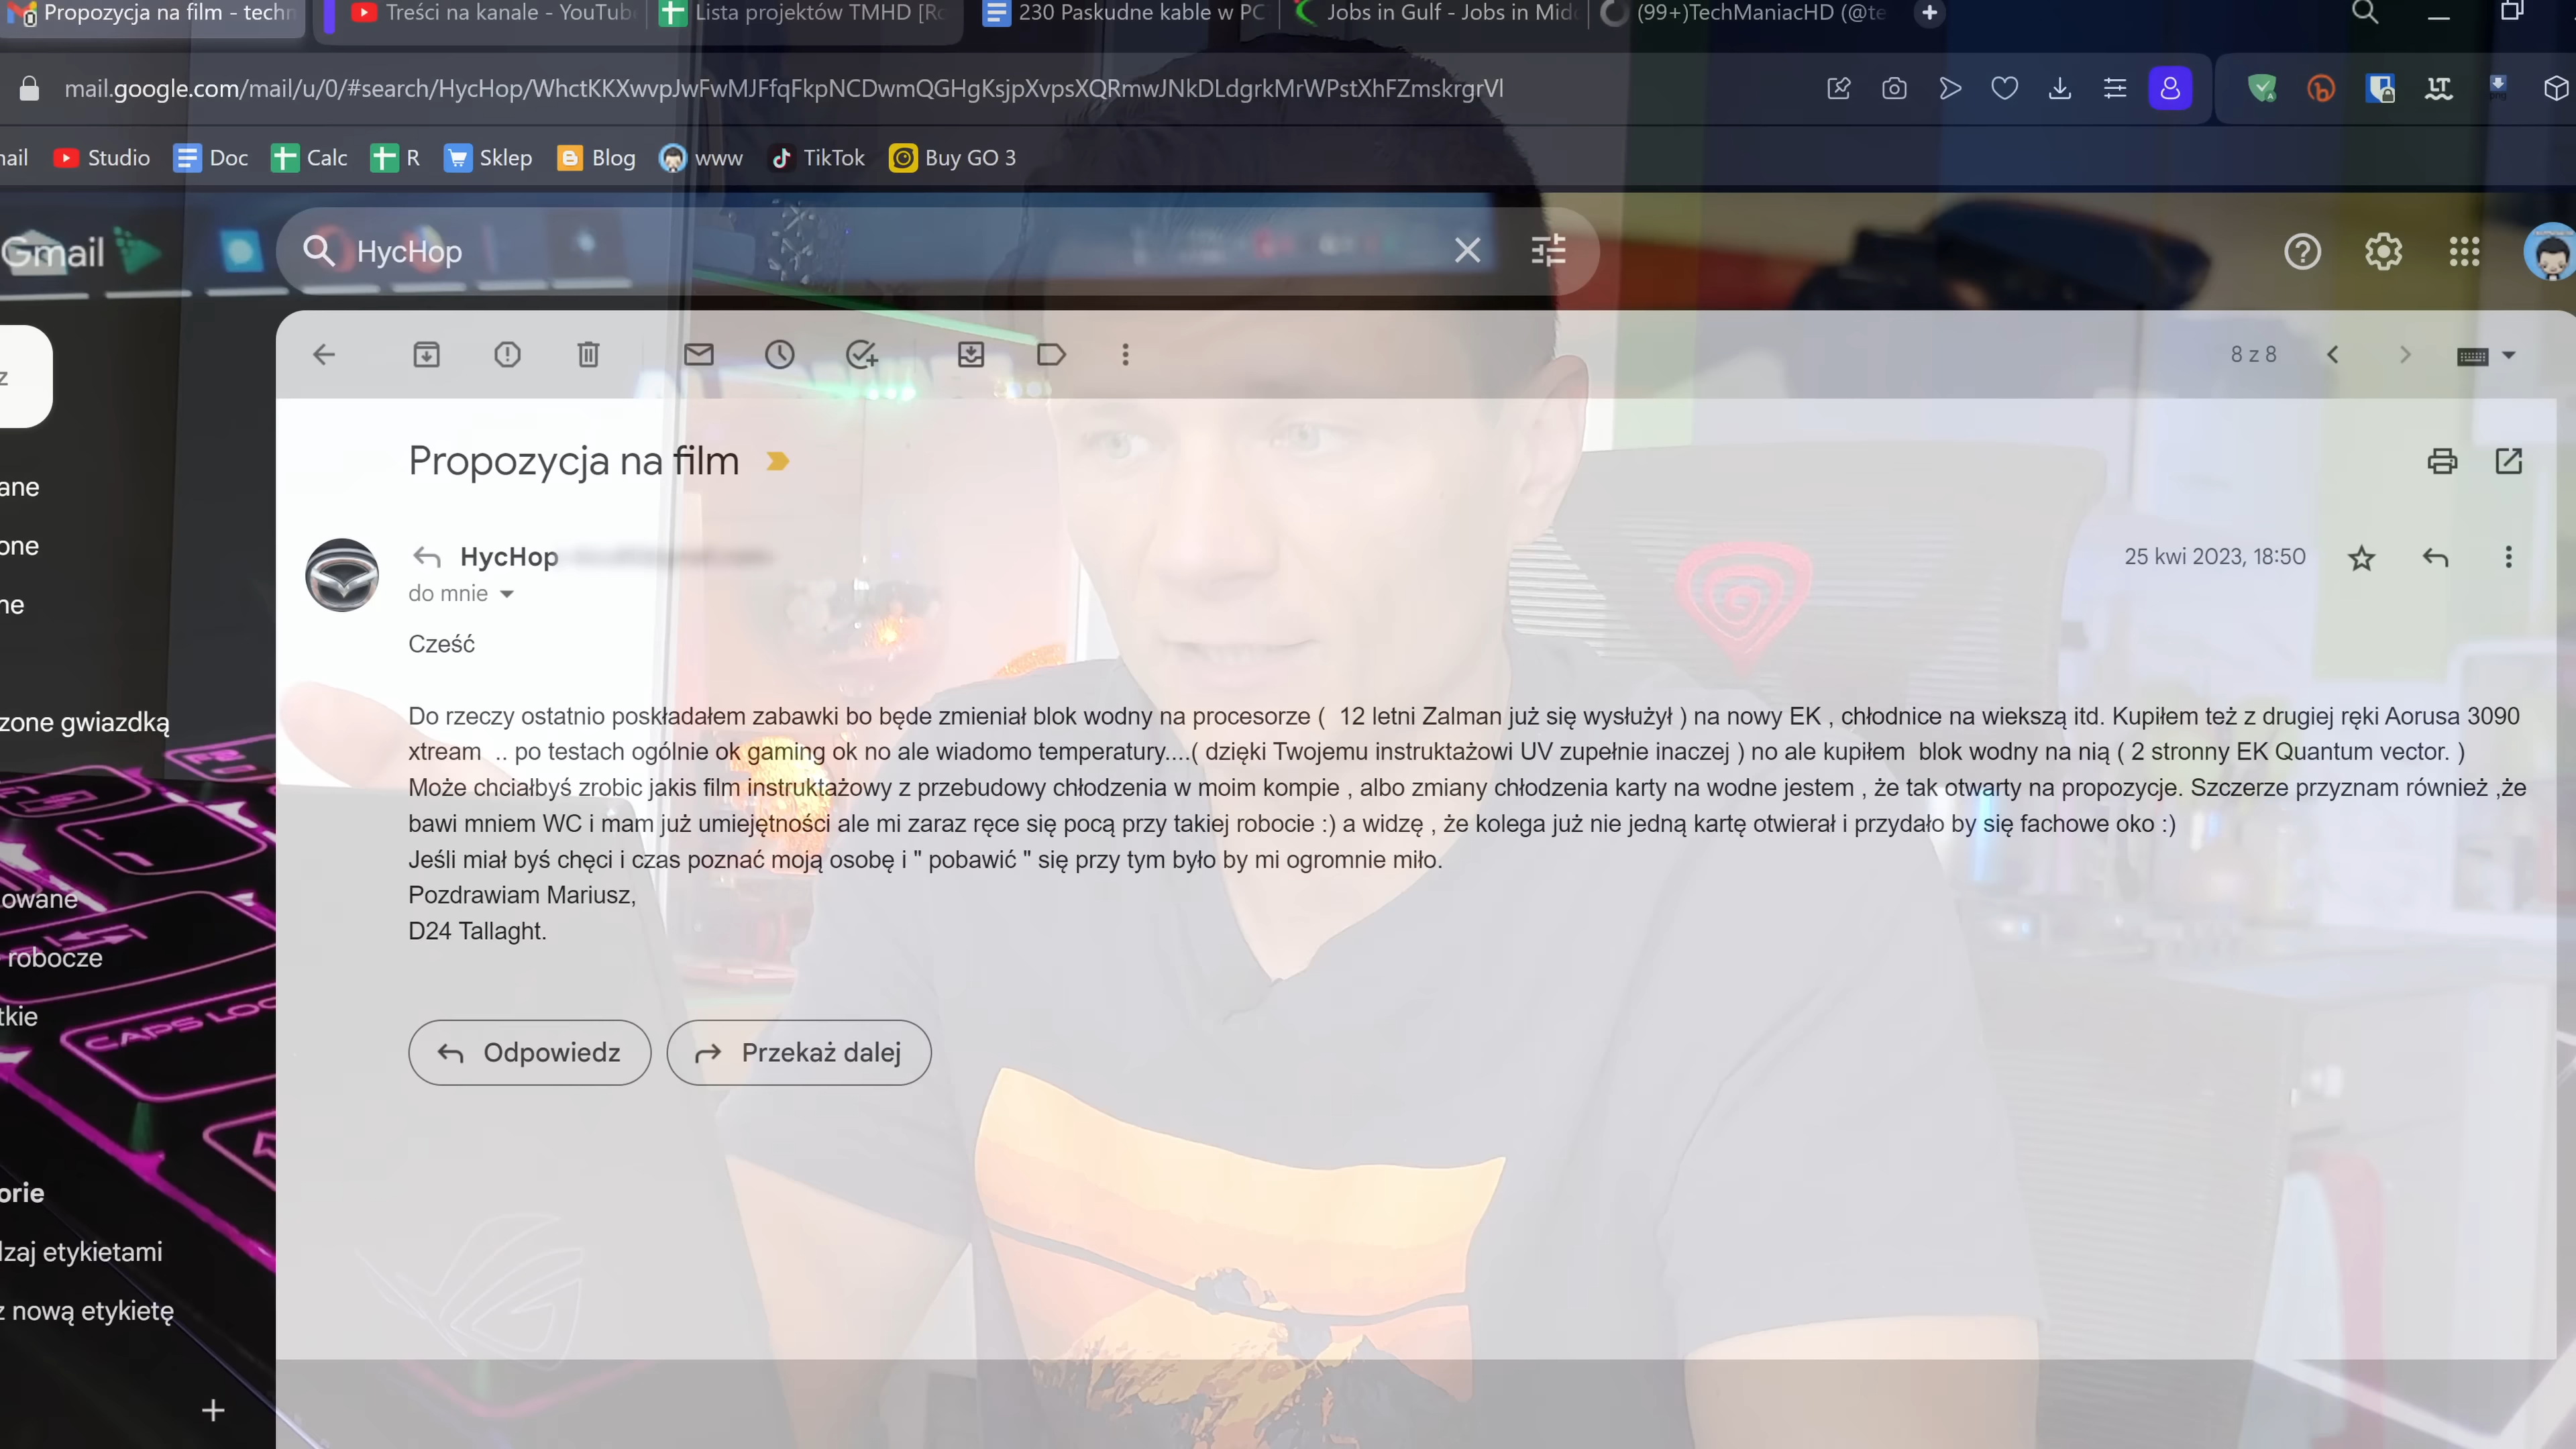 Propozycja na film - techn
Treści na kanale - YouTube
Lista projektów TMHD [Ro
230 Paskudne kable w PC
Jobs in Gulf - Jobs in Midd
(99+)TechManiacHD (@te
mail.google.com/mail/u/0/#search/HycHop/WhctKKXwvpJwFwMJFfqFkpNCDwmQGHgKsjpXvpsXQRmwJNkDLdgrkMrWPstXhFZmskrgrVl
nail Studio Doc Calc R Sklep Blog www TikTok Buy GO 3
Gmail
HycHop
z
8 z 8
Propozycja na film
ane
HycHop
25 kwi 2023, 18:50
one
do mnie
ne
Cześć
zone gwiazdką
Do rzeczy ostatnio poskładałem zabawki bo będe zmieniał blok wodny na procesorze ( 12 letni Zalman już się wysłużył ) na nowy EK , chłodnice na wiekszą itd. Kupiłem też z drugiej ręki Aorusa 3090
xtream .. po testach ogólnie ok gaming ok no ale wiadomo temperatury....( dzięki Twojemu instruktażowi UV zupełnie inaczej ) no ale kupiłem blok wodny na nią ( 2 stronny EK Quantum vector. )
Może chciałbyś zrobic jakis film instruktażowy z przebudowy chłodzenia w moim kompie , albo zmiany chłodzenia karty na wodne jestem , że tak otwarty na propozycje. Szczerze przyznam również ,że
bawi mniem WC i mam już umiejętności ale mi zaraz ręce się pocą przy takiej robocie :) a widzę , że kolega już nie jedną kartę otwierał i przydało by się fachowe oko :)
Jeśli miał byś chęci i czas poznać moją osobę i " pobawić " się przy tym było by mi ogromnie miło.
Pozdrawiam Mariusz,
D24 Tallaght.
owane
robocze
tkie
CAPS LOC
F2
Odpowiedz
Przekaż dalej
orie
dzaj etykietami
z nową etykietę